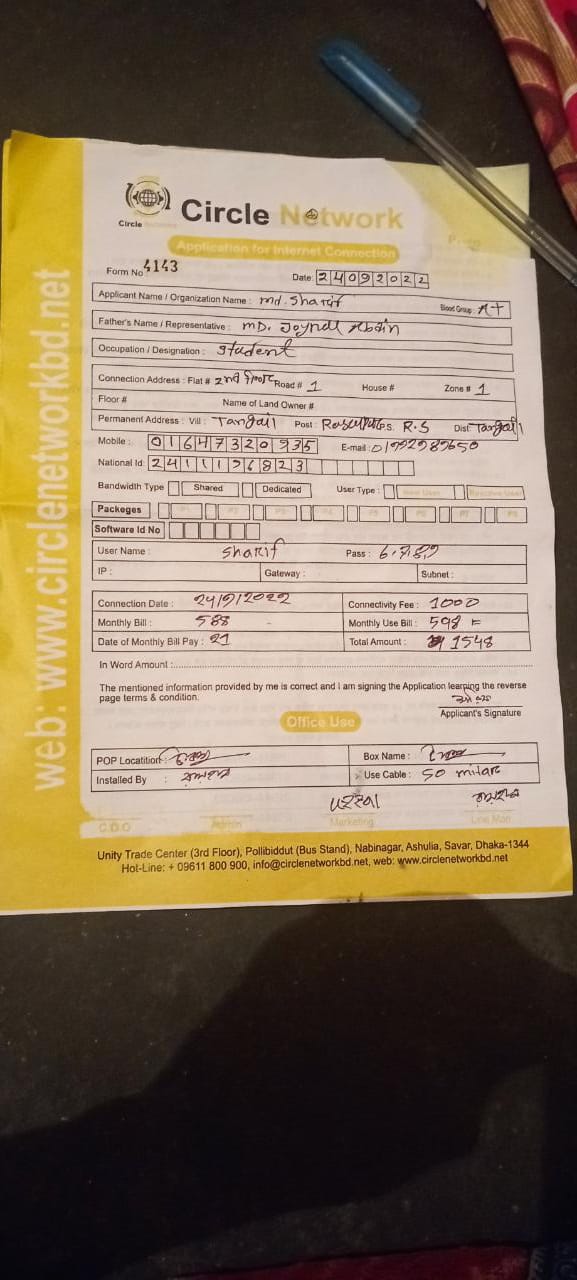 Circle
Circle Network
Application for Internet Connection
Form No 4143
Date: 24092022
Applicant Name / Organization Name : md. Sharif Blood Group: A+
Father's Name / Representative : MD. Joynal Abdin
Occupation / Designation : Student
Connection Address : Flat # 2nd floor Road # 1 House # Zone # 1
Floor # Name of Land Owner #
Permanent Address : Vill : Tangail Post : P.S. R.S Dist Tangail
Mobile : 01647320935 E-mail: 01992989650
National Id 2411196823
Bandwidth Type Shared Dedicated User Type :
Packeges
Software Id No
User Name : Sharif Pass : 6.7.8.9
IP : Gateway : Subnet :
Connection Date : 24/9/2022 Connectivity Fee : 1000
Monthly Bill : 588 Monthly Use Bill : 598
Date of Monthly Bill Pay : 21 Total Amount : 1548
In Word Amount :
The mentioned information provided by me is correct and i am signing the Application learping the reverse
page terms & condition.
Applicant's Signature
Office Use
POP Locatition : Box Name :
Installed By : Use Cable : 50 mitar
C.D.O Admin Marketing Line Man
Unity Trade Center (3rd Floor), Pollibiddut (Bus Stand), Nabinagar, Ashulia, Savar, Dhaka-1344
Hot-Line: + 09611 800 900, info@circlenetworkbd.net, web: www.circlenetworkbd.net
web: www.circlenetworkbd.net